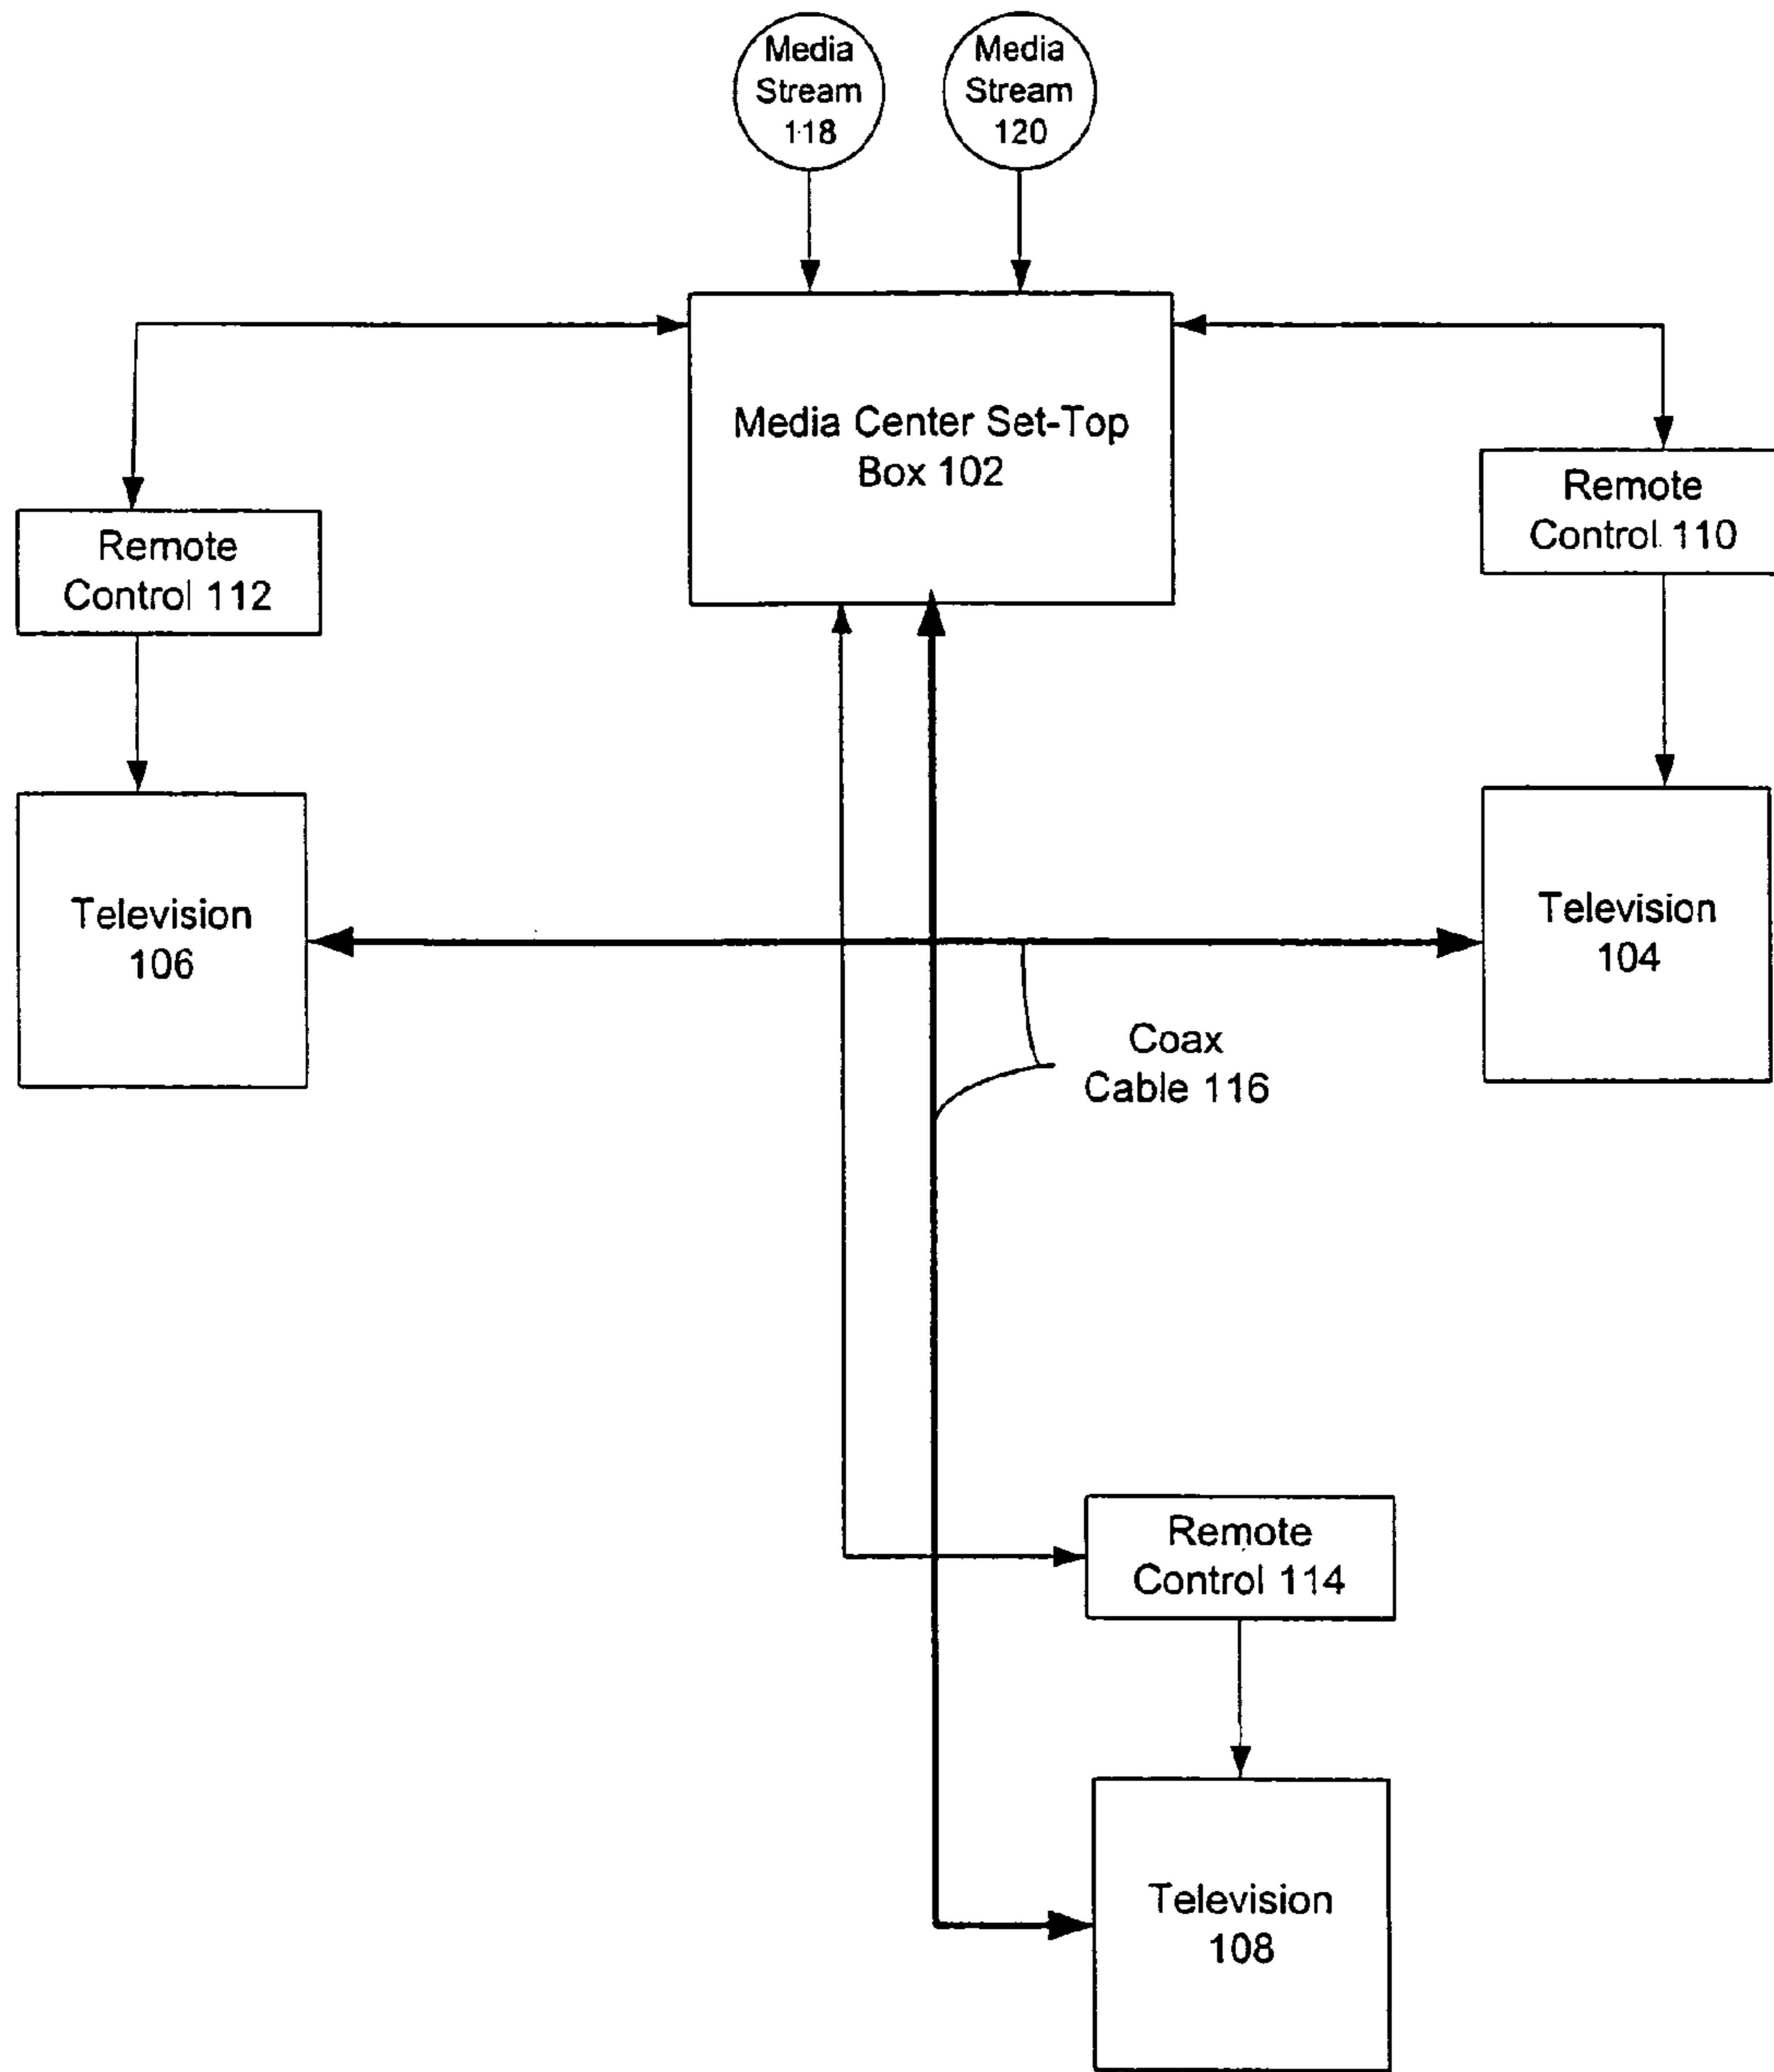 Media
Stream
118
Media
Stream
120
Media Center Set-Top
Box 102
Remote
Control 110
Remote
Control 112
Television
106
Television
104
Coax
Cable 116
Remote
Control 114
Television
108